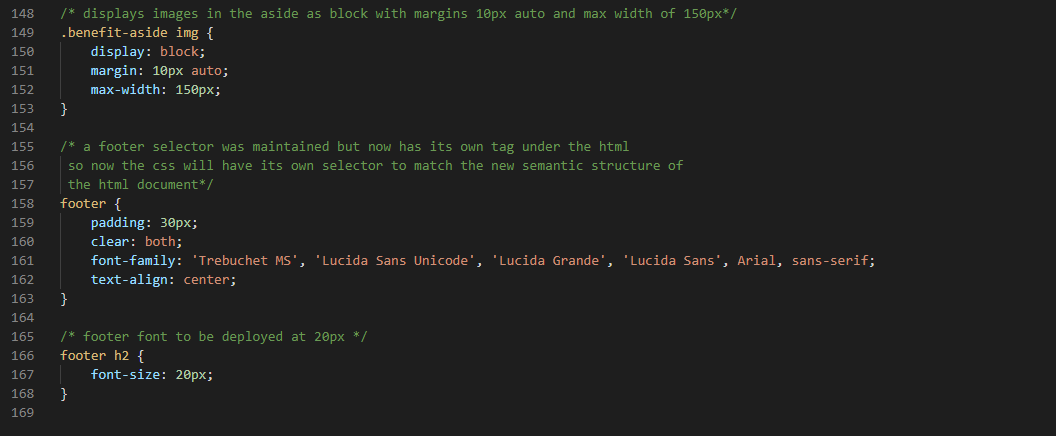 148 /* displays images in the aside as block with margins 10px auto and max width of 150px*/
149 .benefit-aside img {
150     display: block;
151     margin: 10px auto;
152     max-width: 150px;
153 }
154
155 /* a footer selector was maintained but now has its own tag under the html
156  so now the css will have its own selector to match the new semantic structure of
157  the html document*/
158 footer {
159     padding: 30px;
160     clear: both;
161     font-family: 'Trebuchet MS', 'Lucida Sans Unicode', 'Lucida Grande', 'Lucida Sans', Arial, sans-serif;
162     text-align: center;
163 }
164
165 /* footer font to be deployed at 20px */
166 footer h2 {
167     font-size: 20px;
168 }
169